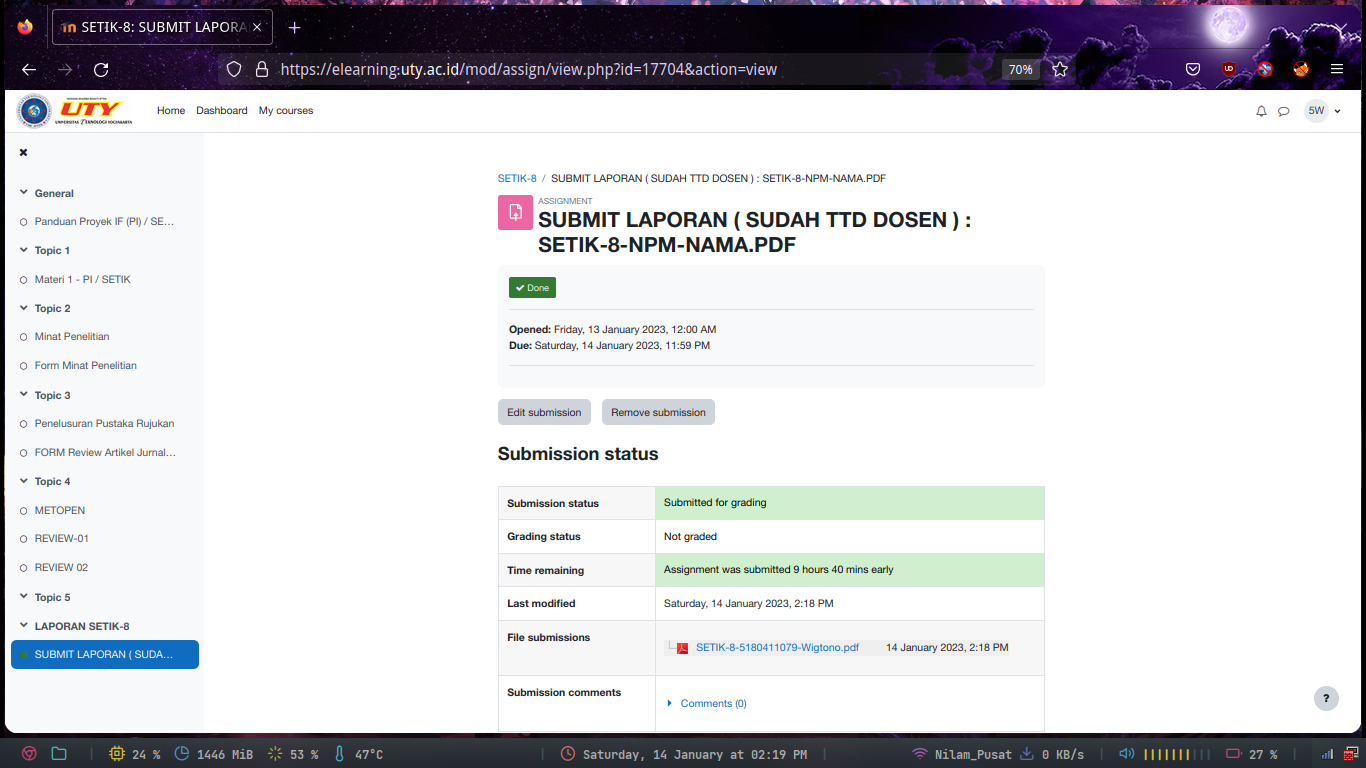 SETIK-8: SUBMIT LAPORA
https://elearning.uty.ac.id/mod/assign/view.php?id=17704&action=view
70%
UTY
UNIVERSITAS TEKNOLOGI YOGYAKARTA
Home Dashboard My courses
5W
General
Panduan Proyek IF (PI) / SE...
Topic 1
Materi 1 - PI / SETIK
Topic 2
Minat Penelitian
Form Minat Penelitian
Topic 3
Penelusuran Pustaka Rujukan
FORM Review Artikel Jurnal...
Topic 4
METOPEN
REVIEW-01
REVIEW 02
Topic 5
LAPORAN SETIK-8
SUBMIT LAPORAN ( SUDA...
SETIK-8 / SUBMIT LAPORAN ( SUDAH TTD DOSEN ) : SETIK-8-NPM-NAMA.PDF
ASSIGNMENT
SUBMIT LAPORAN ( SUDAH TTD DOSEN ) :
SETIK-8-NPM-NAMA.PDF
Done
Opened: Friday, 13 January 2023, 12:00 AM
Due: Saturday, 14 January 2023, 11:59 PM
Edit submission Remove submission
Submission status
Submission status Submitted for grading
Grading status Not graded
Time remaining Assignment was submitted 9 hours 40 mins early
Last modified Saturday, 14 January 2023, 2:18 PM
File submissions SETIK-8-5180411079-Wigtono.pdf 14 January 2023, 2:18 PM
Submission comments Comments (0)
?
24 % 1446 MiB 53 % 47°C Saturday, 14 January at 02:19 PM Nilam_Pusat 0 KB/s 27 %